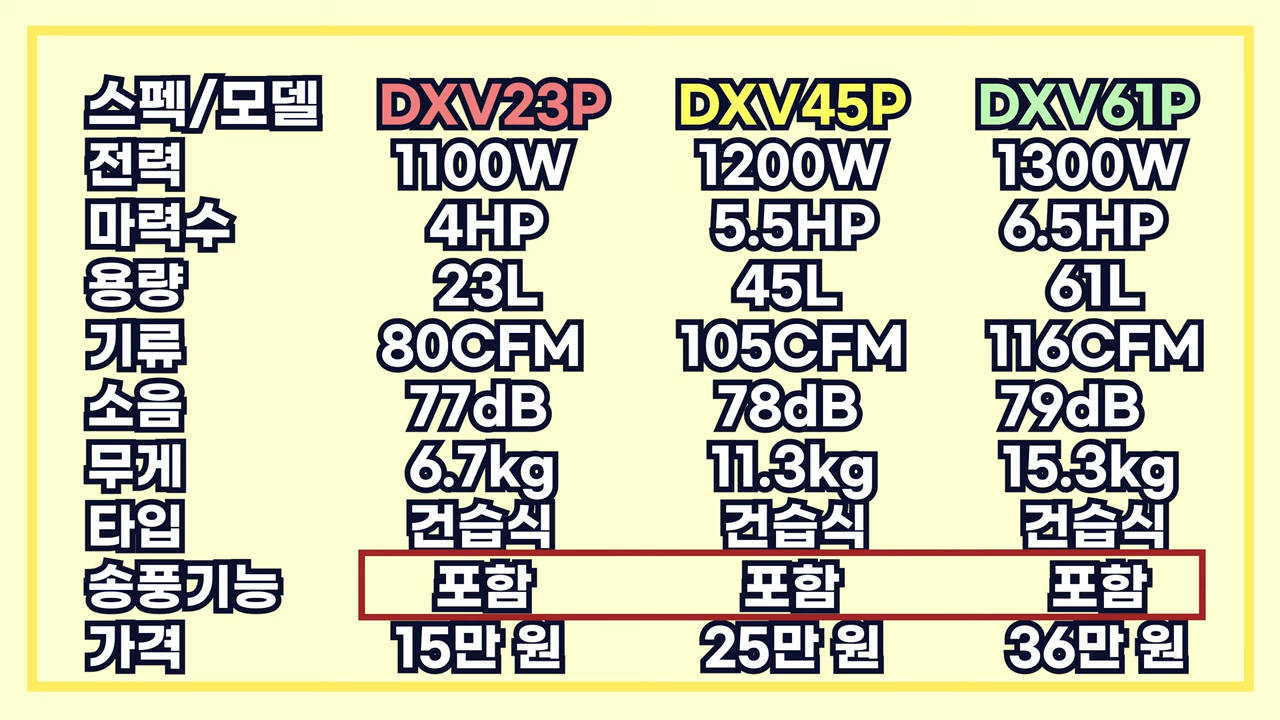 스펙/모델 DXV23P DXV45P DXV61P
전력 1100W 1200W 1300W
마력수 4HP 5.5HP 6.5HP
용량 23L 45L 61L
기류 80CFM 105CFM 116CFM
소음 77dB 78dB 79dB
무게 6.7kg 11.3kg 15.3kg
타입 건습식 건습식 건습식
송풍기능 포함 포함 포함
가격 15만 원 25만 원 36만 원